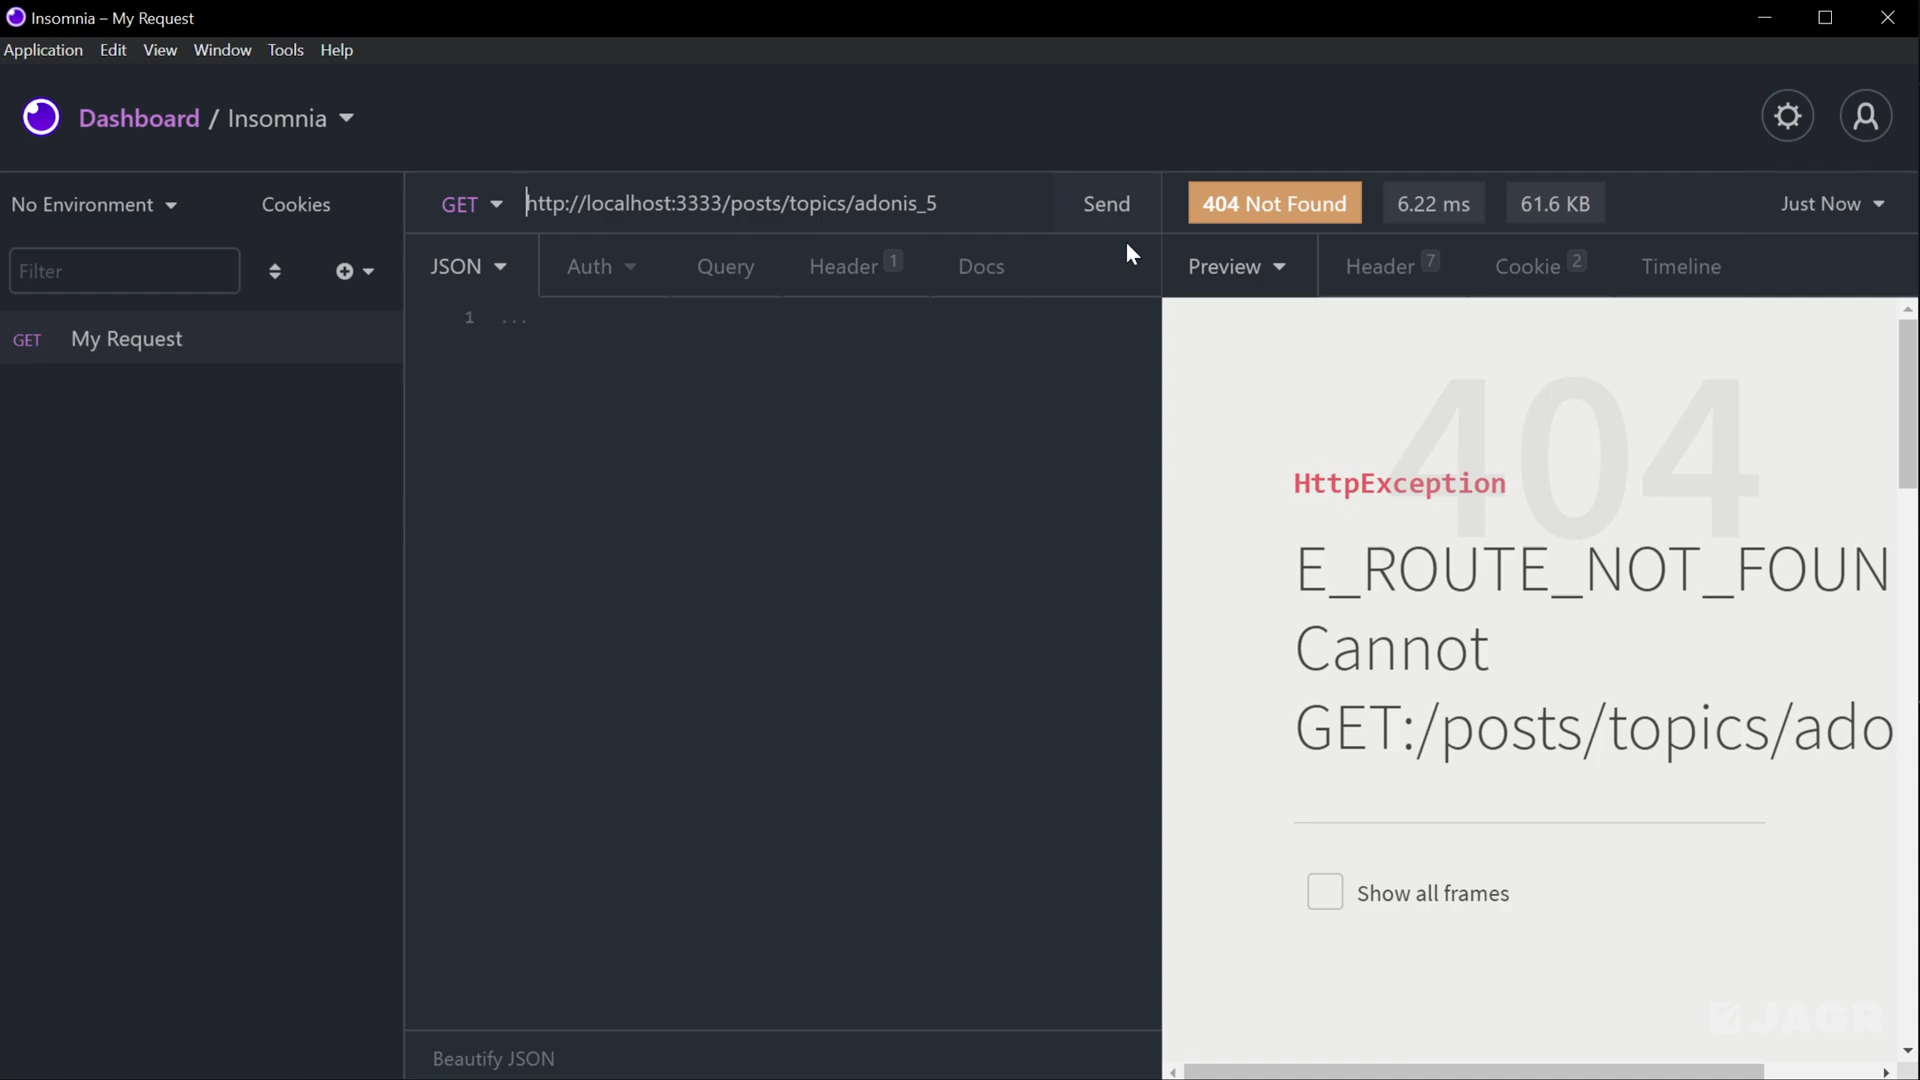 Insomnia – My Request
Application Edit View Window Tools Help
Dashboard / Insomnia
No Environment Cookies
GET http://localhost:3333/posts/topics/adonis_5 Send
404 Not Found 6.22 ms 61.6 KB Just Now
Filter
JSON Auth Query Header 1 Docs
Preview Header 7 Cookie 2 Timeline
GET My Request
1 ...
404
HttpException
E_ROUTE_NOT_FOUN
Cannot
GET:/posts/topics/ado
Show all frames
JAGR
Beautify JSON